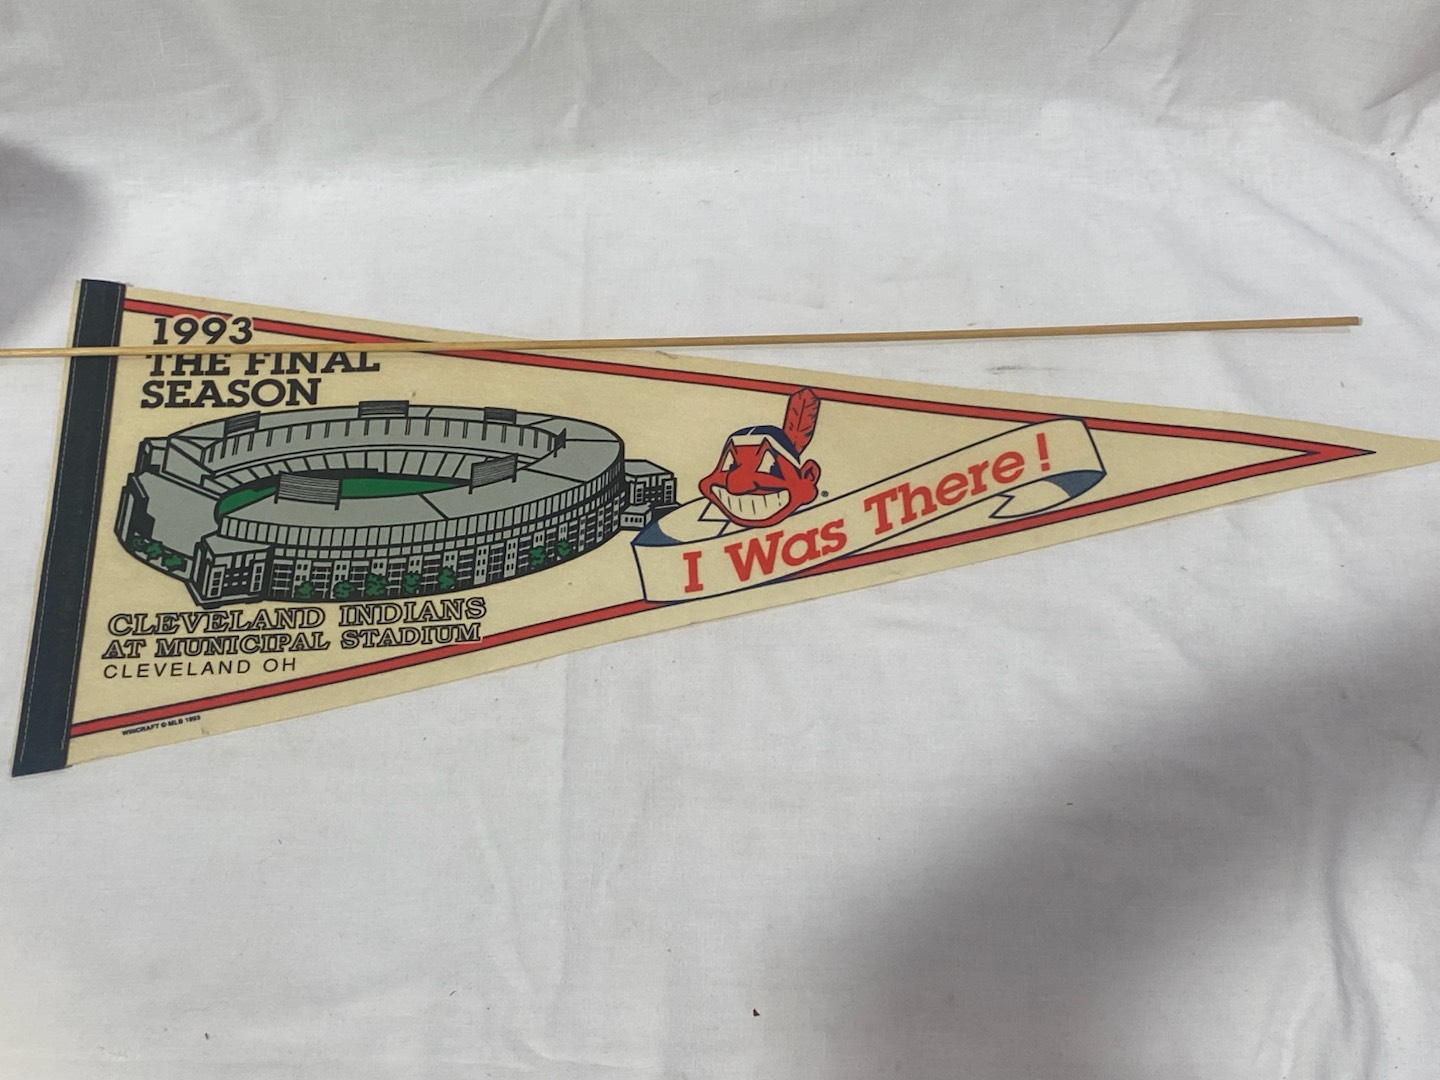 1993
THE FINAL
SEASON
I Was There!
CLEVELAND INDIANS
AT MUNICIPAL STADIUM
CLEVELAND OH
WINCRAFT © MLB 1993
®